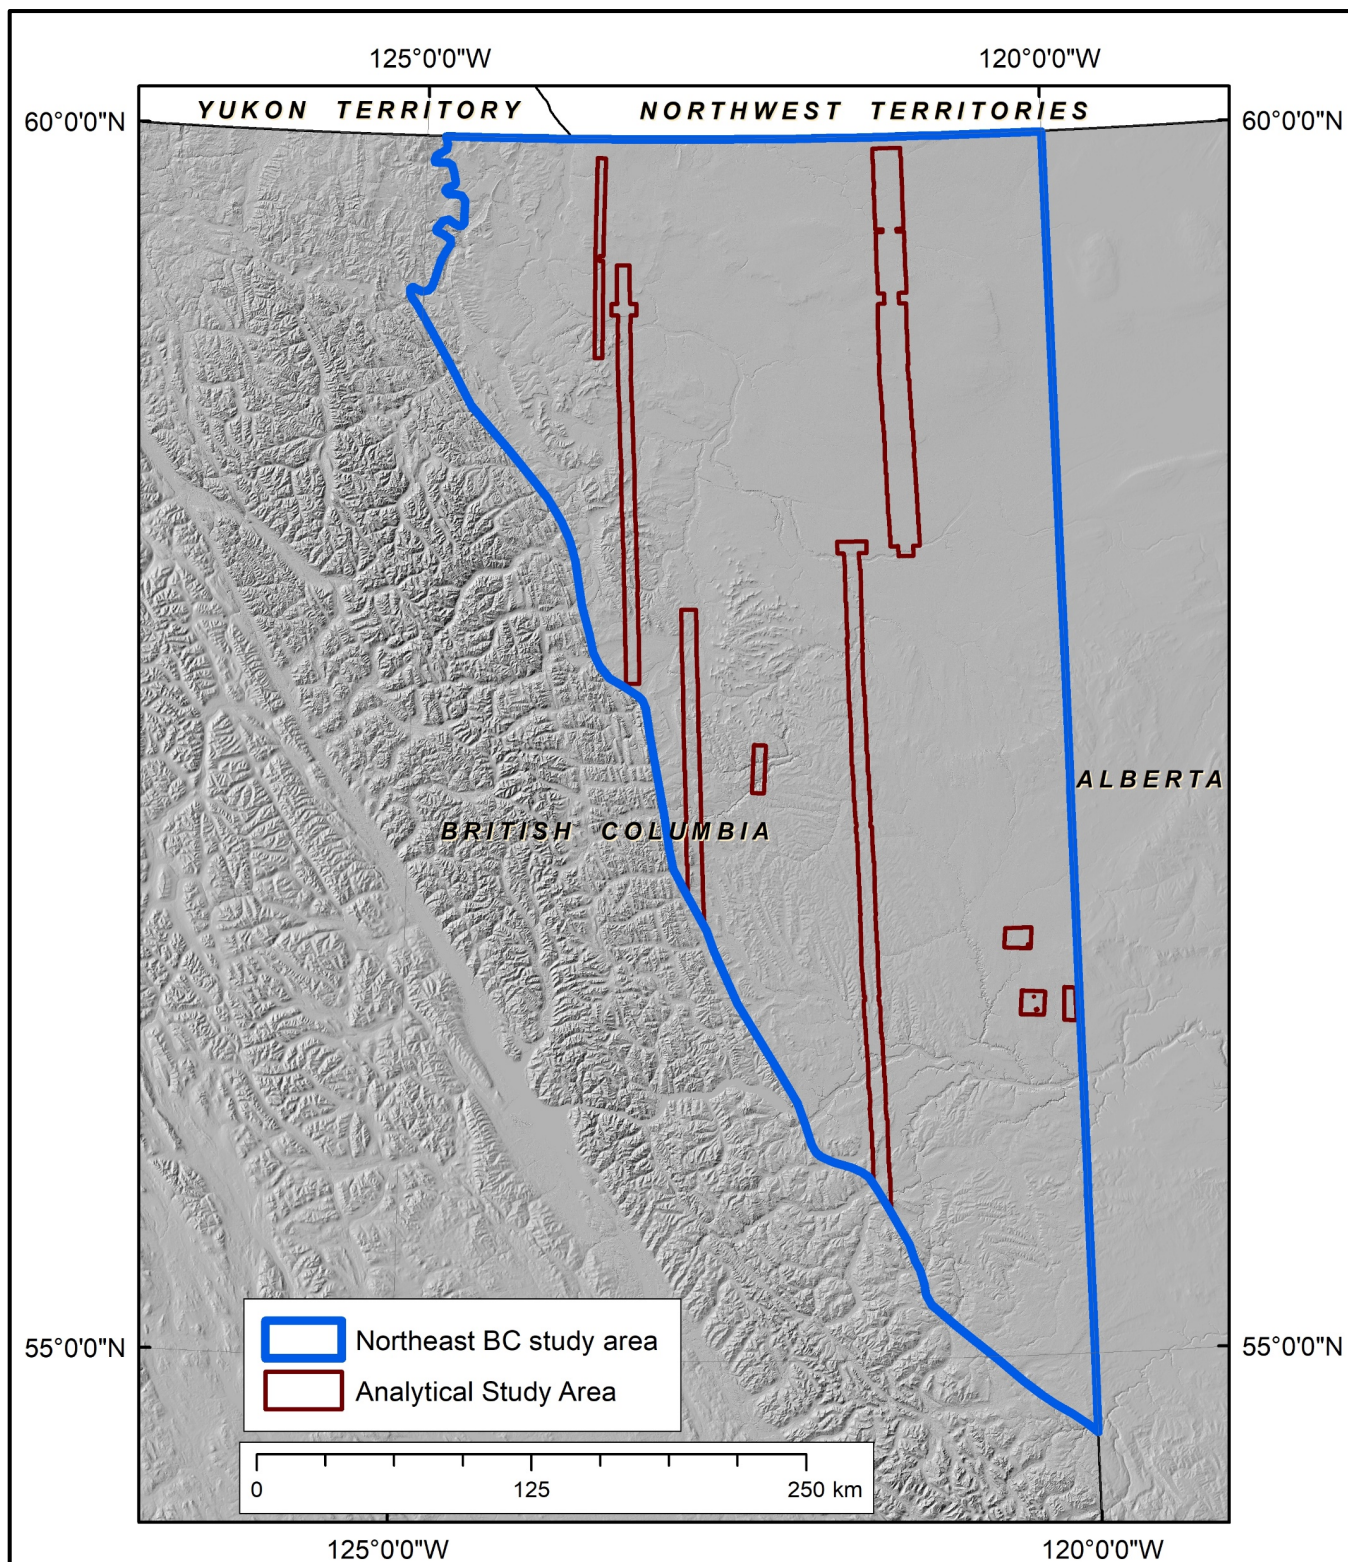 125°0'0"W 120°0'0"W
YUKON TERRITORY NORTHWEST TERRITORIES
60°0'0"N 60°0'0"N
ALBERTA
BRITISH COLUMBIA
55°0'0"N 55°0'0"N
Northeast BC study area
Analytical Study Area
0 125 250 km
125°0'0"W 120°0'0"W